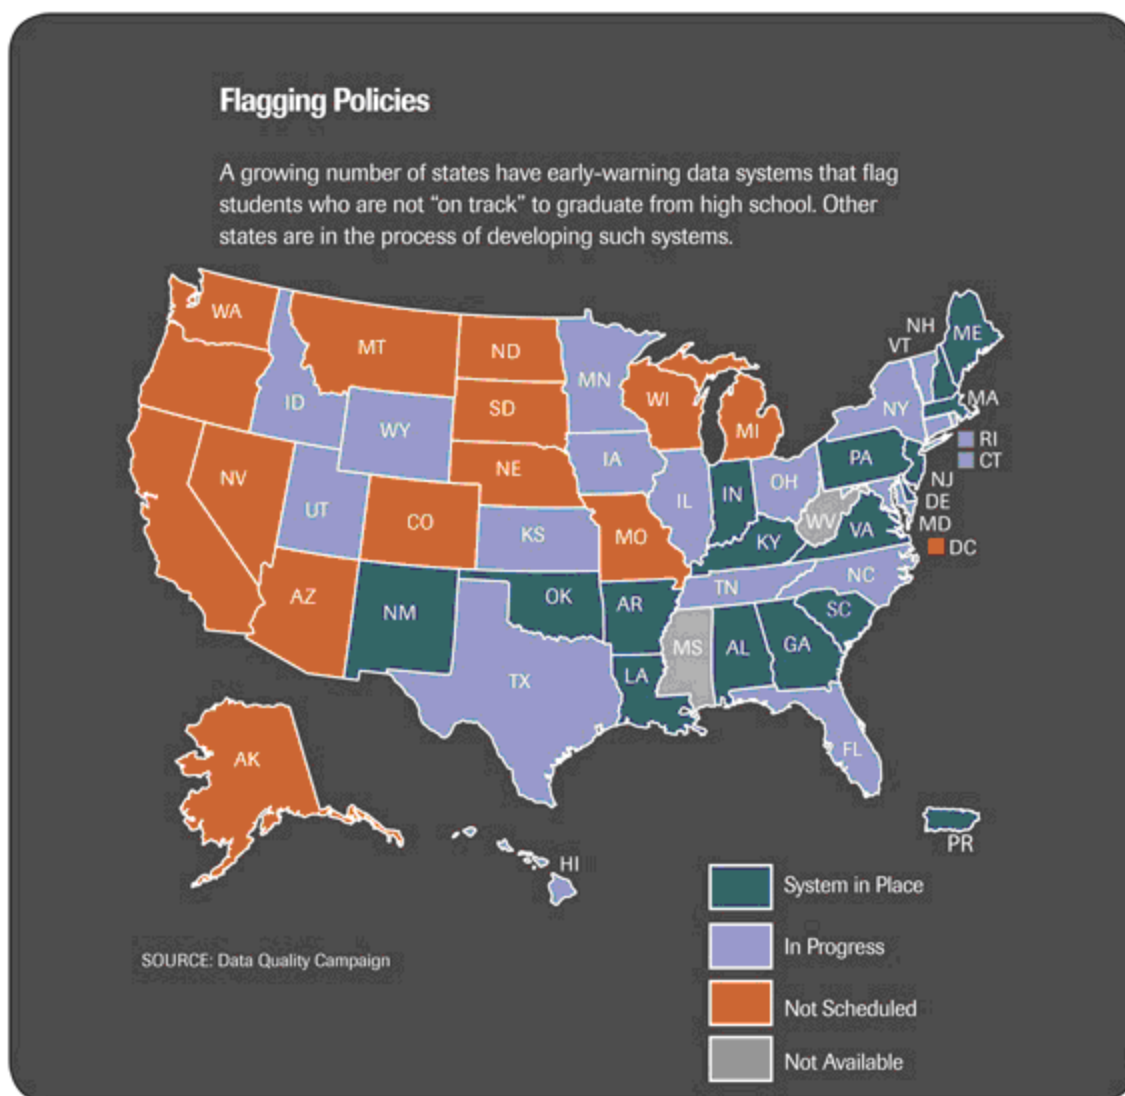 Flagging Policies
A growing number of states have early-warning data systems that flag
students who are not “on track” to graduate from high school. Other
states are in the process of developing such systems.
WA
MT
ND
MN
ID
WY
SD
WI
MI
NH
VT
ME
MA
NY
RI
CT
NV
UT
CO
NE
IA
IL
IN
OH
PA
NJ
DE
MD
DC
KS
MO
KY
WV
VA
AZ
NM
OK
AR
TN
NC
SC
TX
LA
MS
AL
GA
FL
AK
HI
PR
System in Place
In Progress
Not Scheduled
Not Available
SOURCE: Data Quality Campaign